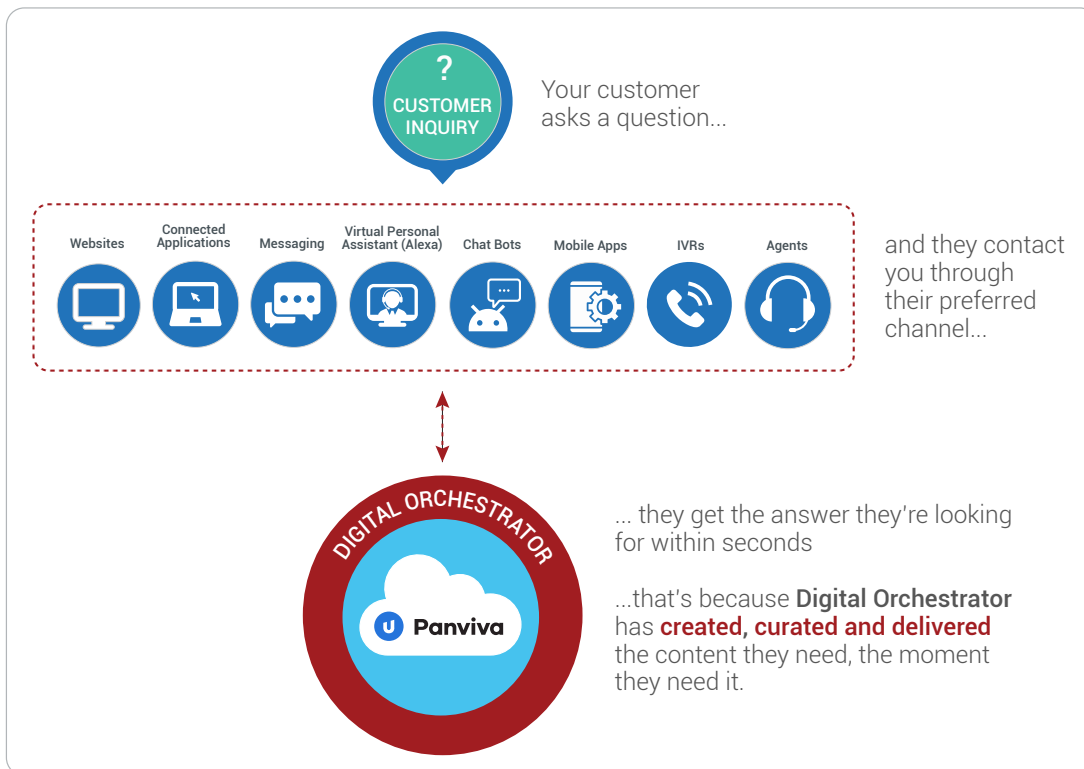 ?
CUSTOMER
INQUIRY
Your customer
asks a question...
Websites
Connected
Applications
Messaging
Virtual Personal
Assistant (Alexa)
Chat Bots
Mobile Apps
IVRs
Agents
and they contact
you through
their preferred
channel...
DIGITAL ORCHESTRATOR
U Panviva
... they get the answer they're looking
for within seconds
...that's because Digital Orchestrator
has created, curated and delivered
the content they need, the moment
they need it.